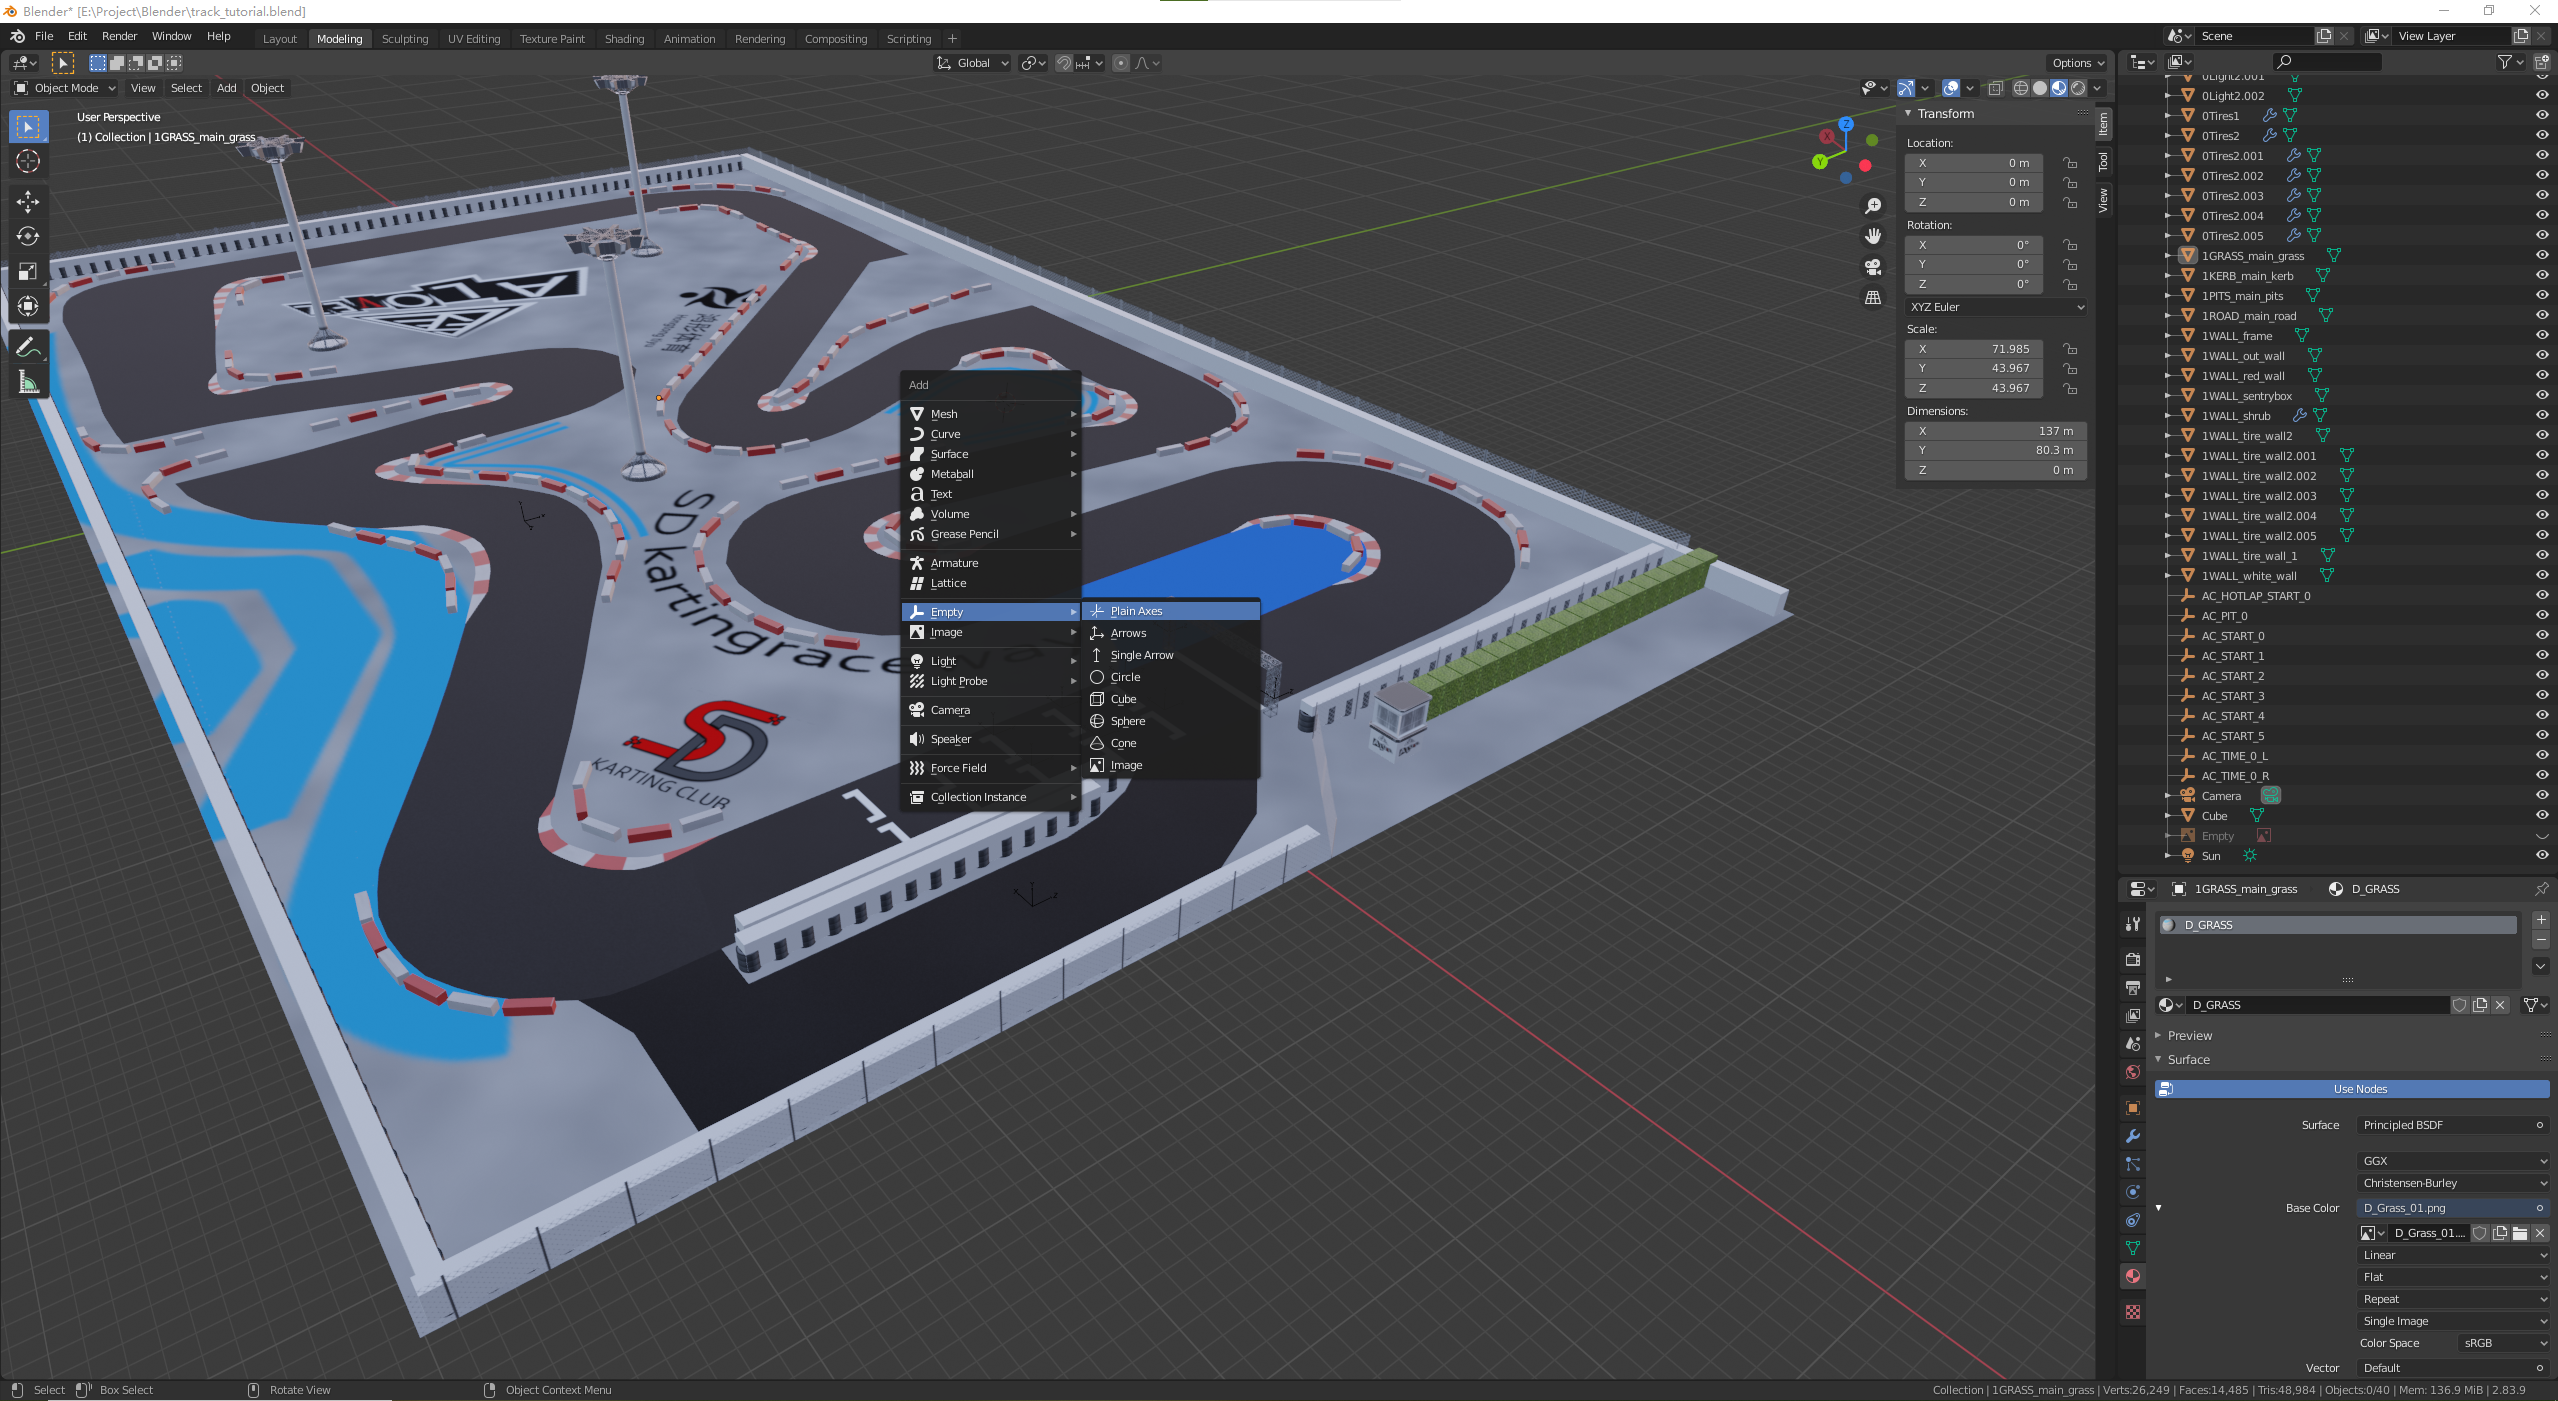 Blender* [E:\Project\Blender\track_tutorial.blend]
File Edit Render Window Help
Layout Modeling Sculpting UV Editing Texture Paint Shading Animation Rendering Compositing Scripting +
Scene
View Layer
Global
Options
Object Mode View Select Add Object
User Perspective
(1) Collection | 1GRASS_main_grass
Z
X
Y
Item
Tool
View
Transform
Location:
X 0 m
Y 0 m
Z 0 m
Rotation:
X 0°
Y 0°
Z 0°
XYZ Euler
Scale:
X 71.985
Y 43.967
Z 43.967
Dimensions:
X 137 m
Y 80.3 m
Z 0 m
Add
Mesh
Curve
Surface
Metaball
Text
Volume
Grease Pencil
Armature
Lattice
Empty
Image
Light
Light Probe
Camera
Speaker
Force Field
Collection Instance
Plain Axes
Arrows
Single Arrow
Circle
Cube
Sphere
Cone
Image
SD kartingrace
KARTING CLUB
0Light2.001
0Light2.002
0Tires1
0Tires2
0Tires2.001
0Tires2.002
0Tires2.003
0Tires2.004
0Tires2.005
1GRASS_main_grass
1KERB_main_kerb
1PITS_main_pits
1ROAD_main_road
1WALL_frame
1WALL_out_wall
1WALL_red_wall
1WALL_sentrybox
1WALL_shrub
1WALL_tire_wall2
1WALL_tire_wall2.001
1WALL_tire_wall2.002
1WALL_tire_wall2.003
1WALL_tire_wall2.004
1WALL_tire_wall2.005
1WALL_tire_wall_1
1WALL_white_wall
AC_HOTLAP_START_0
AC_PIT_0
AC_START_0
AC_START_1
AC_START_2
AC_START_3
AC_START_4
AC_START_5
AC_TIME_0_L
AC_TIME_0_R
Camera
Cube
Empty
Sun
1GRASS_main_grass D_GRASS
D_GRASS
D_GRASS
Preview
Surface
Use Nodes
Surface Principled BSDF
GGX
Christensen-Burley
Base Color D_Grass_01.png
D_Grass_01....
Linear
Flat
Repeat
Single Image
Color Space sRGB
Vector Default
Select Box Select Rotate View Object Context Menu
Collection | 1GRASS_main_grass | Verts:26,249 | Faces:14,485 | Tris:48,984 | Objects:0/40 | Mem: 136.9 MiB | 2.83.9